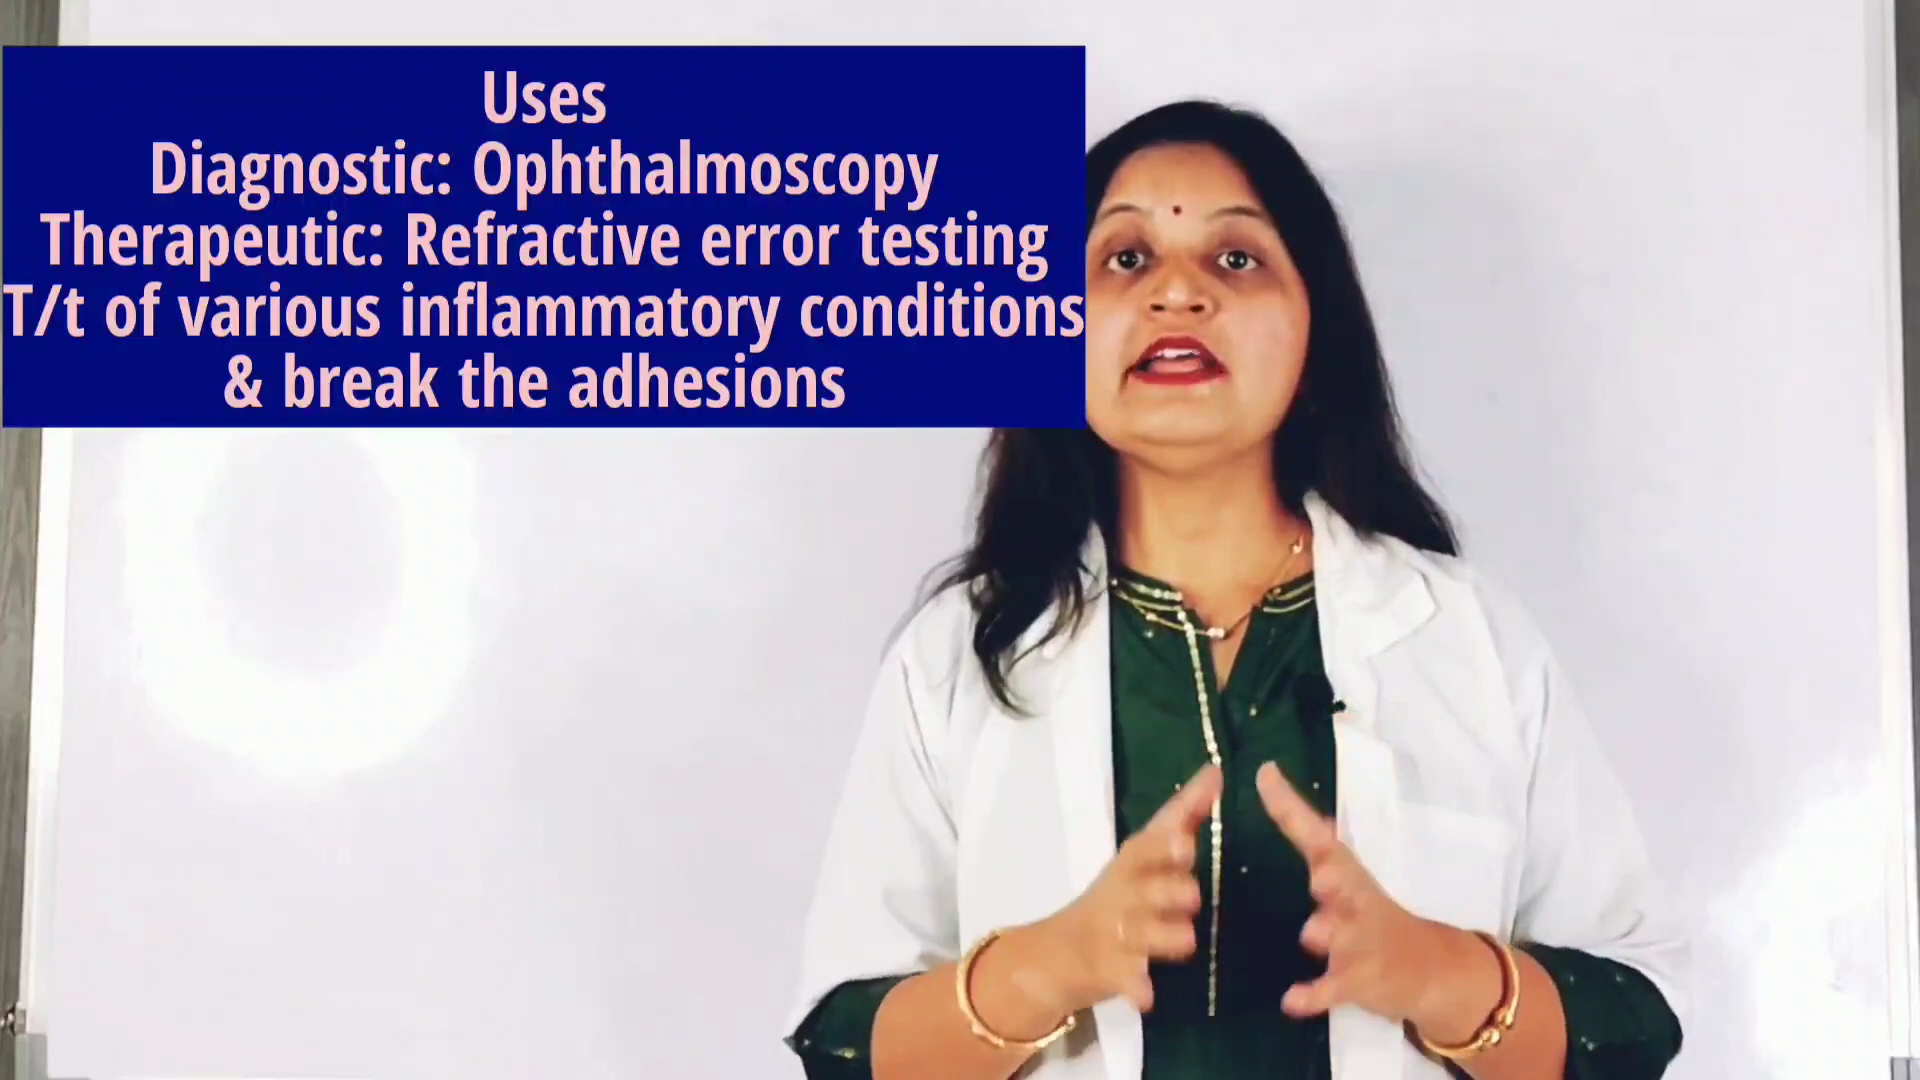 Uses
Diagnostic: Ophthalmoscopy
Therapeutic: Refractive error testing
T/t of various inflammatory conditions
& break the adhesions